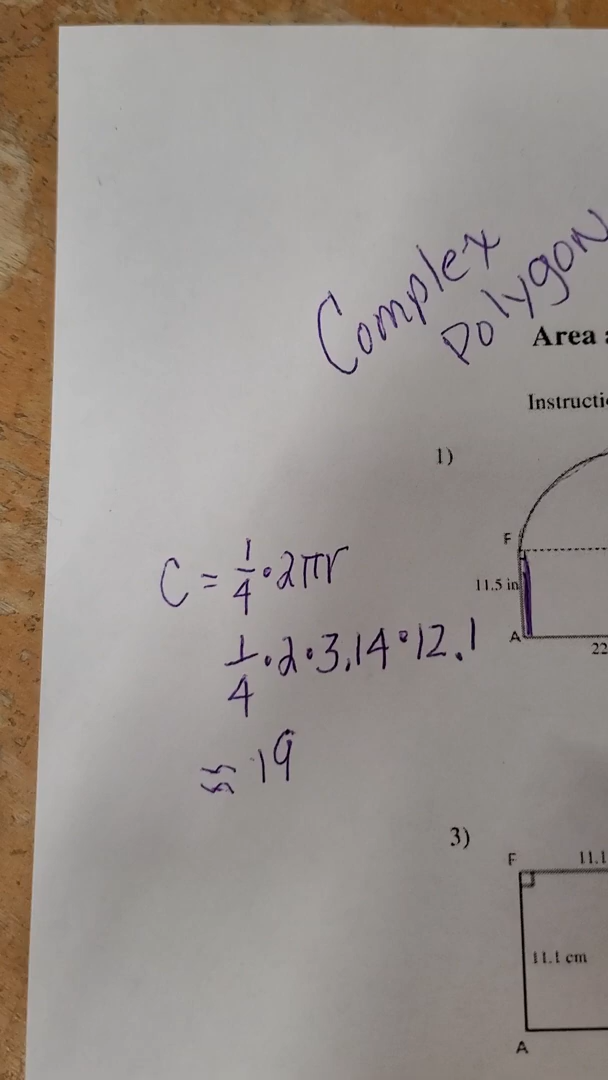 Complex
polygon
Area
Instructi
1)
F
11.5 in
A
22
C = 1/4 · 2πr
1/4 · 2 · 3.14 · 12.1
≈ 19
3)
F
11.1
11.1 cm
A